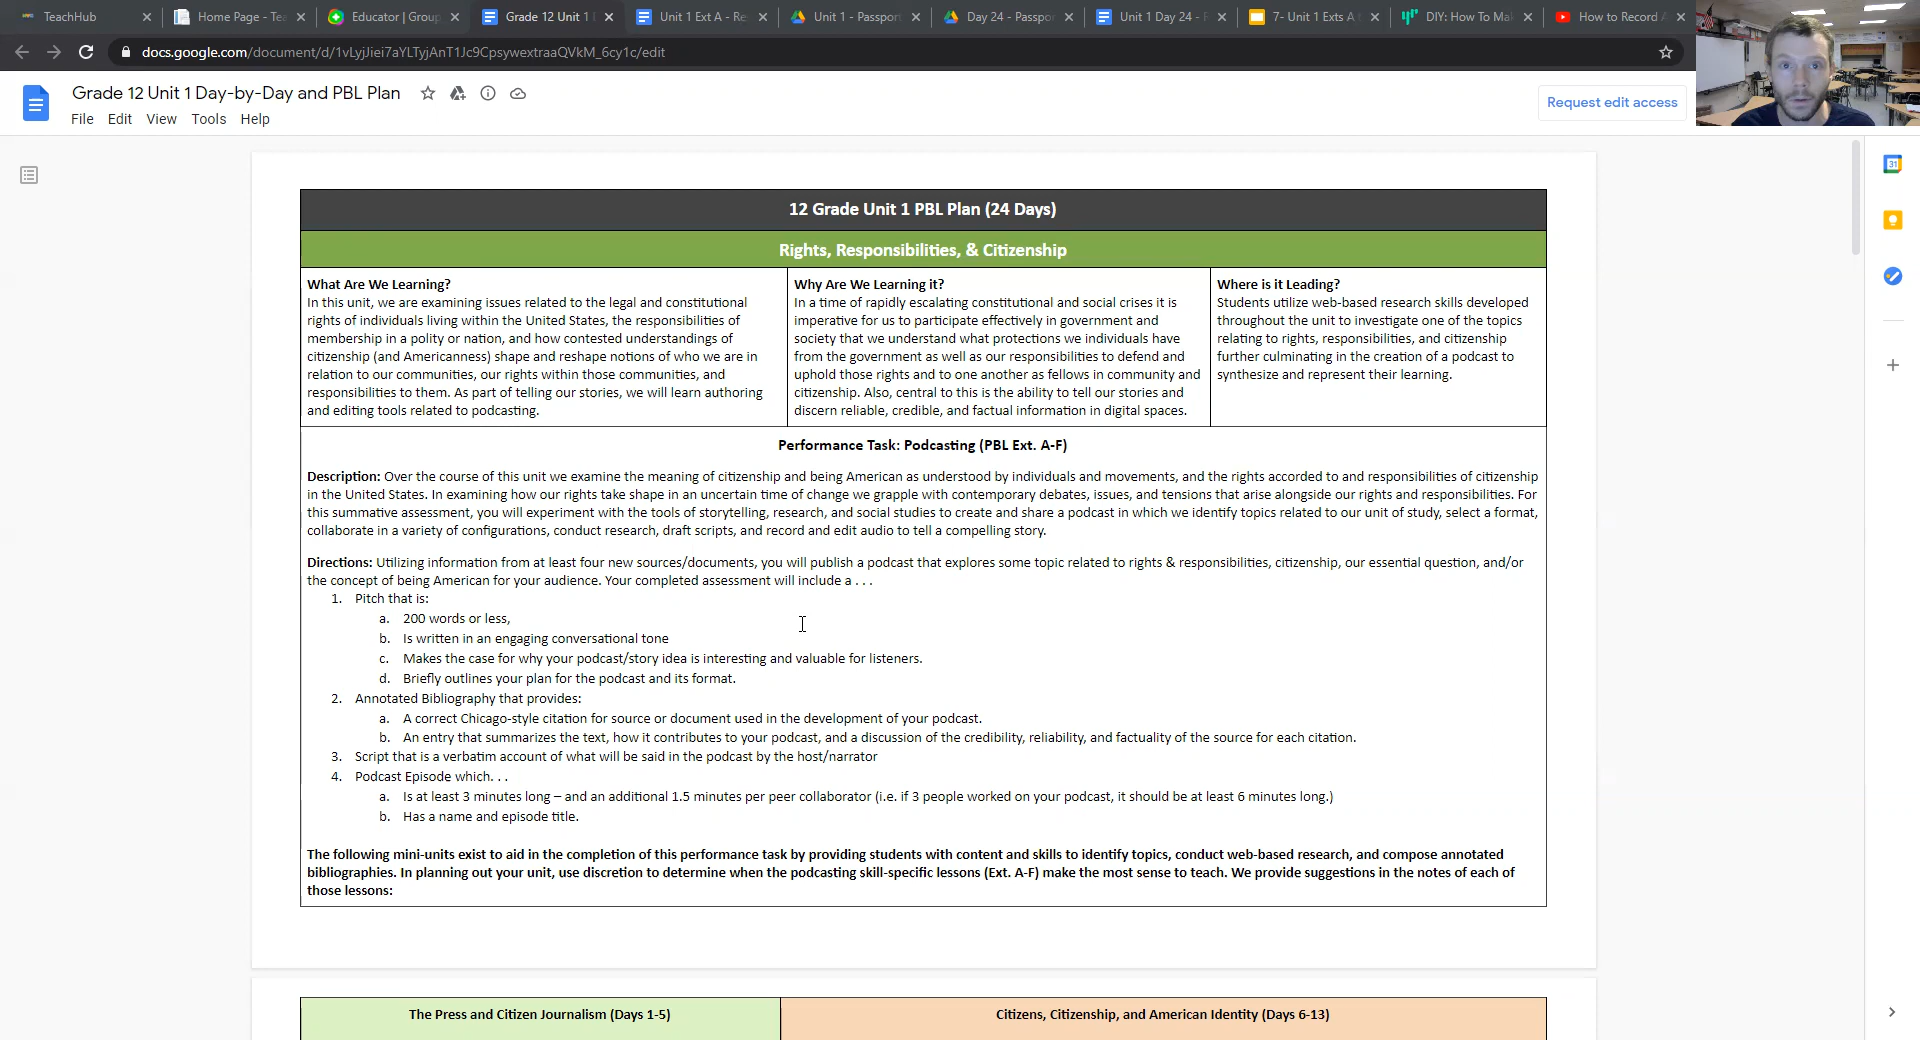 TeachHub
Home Page - Tea
Educator | Group
Grade 12 Unit 1
Unit 1 Ext A - Re
Unit 1 - Passport
Day 24 - Passpor
Unit 1 Day 24 -
7- Unit 1 Exts A
DIY: How To Mak
How to Record A
docs.google.com/document/d/1vLyjJiei7aYLTyjAnT1Jc9CpsywextraaQVkM_6cy1c/edit
Grade 12 Unit 1 Day-by-Day and PBL Plan
Request edit access
File Edit View Tools Help
31
12 Grade Unit 1 PBL Plan (24 Days)
Rights, Responsibilities, & Citizenship
What Are We Learning?
In this unit, we are examining issues related to the legal and constitutional
rights of individuals living within the United States, the responsibilities of
membership in a polity or nation, and how contested understandings of
citizenship (and Americanness) shape and reshape notions of who we are in
relation to our communities, our rights within those communities, and
responsibilities to them. As part of telling our stories, we will learn authoring
and editing tools related to podcasting.
Why Are We Learning it?
In a time of rapidly escalating constitutional and social crises it is
imperative for us to participate effectively in government and
society that we understand what protections we individuals have
from the government as well as our responsibilities to defend and
uphold those rights and to one another as fellows in community and
citizenship. Also, central to this is the ability to tell our stories and
discern reliable, credible, and factual information in digital spaces.
Where is it Leading?
Students utilize web-based research skills developed
throughout the unit to investigate one of the topics
relating to rights, responsibilities, and citizenship
further culminating in the creation of a podcast to
synthesize and represent their learning.
Performance Task: Podcasting (PBL Ext. A-F)
Description: Over the course of this unit we examine the meaning of citizenship and being American as understood by individuals and movements, and the rights accorded to and responsibilities of citizenship
in the United States. In examining how our rights take shape in an uncertain time of change we grapple with contemporary debates, issues, and tensions that arise alongside our rights and responsibilities. For
this summative assessment, you will experiment with the tools of storytelling, research, and social studies to create and share a podcast in which we identify topics related to our unit of study, select a format,
collaborate in a variety of configurations, conduct research, draft scripts, and record and edit audio to tell a compelling story.
Directions: Utilizing information from at least four new sources/documents, you will publish a podcast that explores some topic related to rights & responsibilities, citizenship, our essential question, and/or
the concept of being American for your audience. Your completed assessment will include a . . .
1. Pitch that is:
a. 200 words or less,
b. Is written in an engaging conversational tone
c. Makes the case for why your podcast/story idea is interesting and valuable for listeners.
d. Briefly outlines your plan for the podcast and its format.
2. Annotated Bibliography that provides:
a. A correct Chicago-style citation for source or document used in the development of your podcast.
b. An entry that summarizes the text, how it contributes to your podcast, and a discussion of the credibility, reliability, and factuality of the source for each citation.
3. Script that is a verbatim account of what will be said in the podcast by the host/narrator
4. Podcast Episode which. . .
a. Is at least 3 minutes long – and an additional 1.5 minutes per peer collaborator (i.e. if 3 people worked on your podcast, it should be at least 6 minutes long.)
b. Has a name and episode title.
The following mini-units exist to aid in the completion of this performance task by providing students with content and skills to identify topics, conduct web-based research, and compose annotated
bibliographies. In planning out your unit, use discretion to determine when the podcasting skill-specific lessons (Ext. A-F) make the most sense to teach. We provide suggestions in the notes of each of
those lessons:
The Press and Citizen Journalism (Days 1-5)
Citizens, Citizenship, and American Identity (Days 6-13)